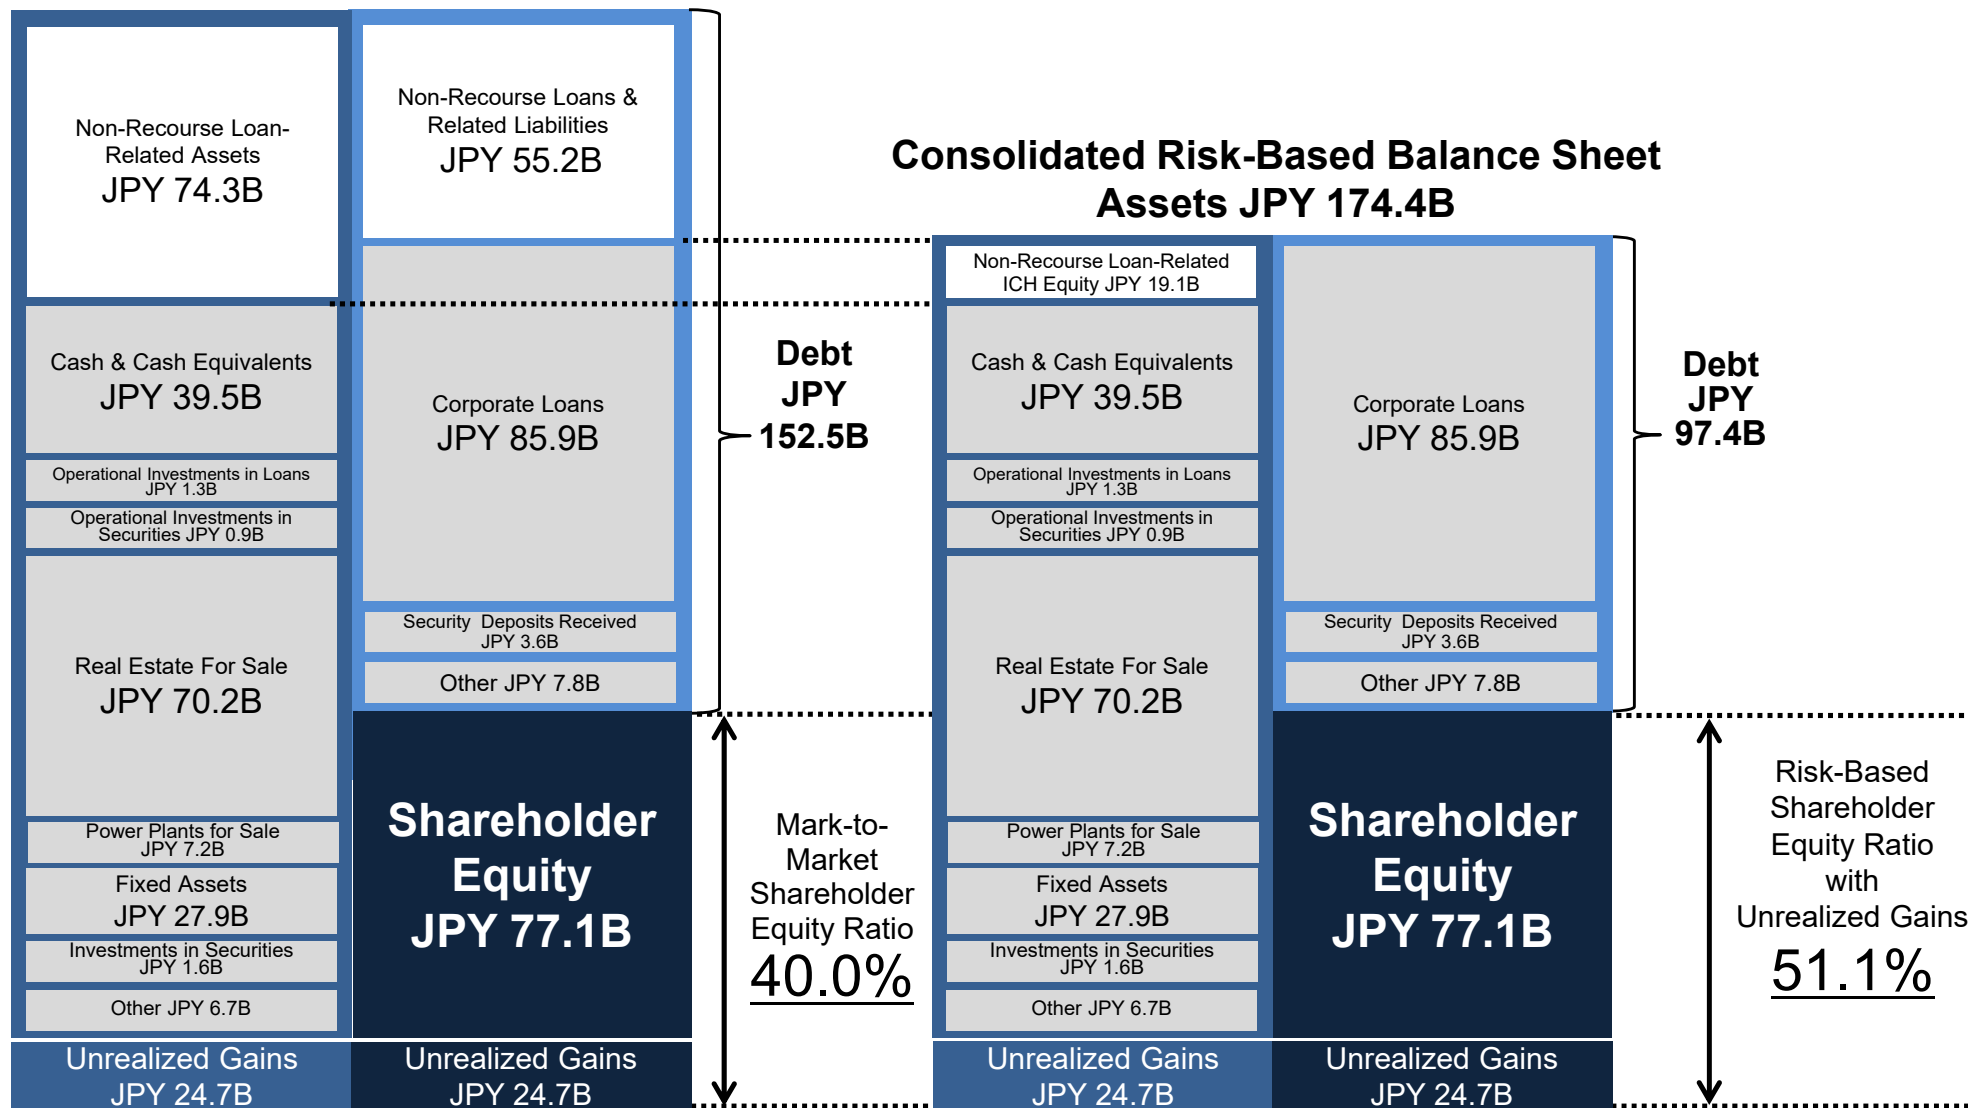 Non-Recourse Loan-
Related Assets
JPY 74.3B
Cash & Cash Equivalents
JPY 39.5B
Operational Investments in Loans
JPY 1.3B
Operational Investments in
Securities JPY 0.9B
Real Estate For Sale
JPY 70.2B
Power Plants for Sale
JPY 7.2B
Fixed Assets
JPY 27.9B
Investments in Securities
JPY 1.6B
Other JPY 6.7B
Unrealized Gains
JPY 24.7B
Non-Recourse Loans &
Related Liabilities
JPY 55.2B
Corporate Loans
JPY 85.9B
Security Deposits Received
JPY 3.6B
Other JPY 7.8B
Shareholder
Equity
JPY 77.1B
Unrealized Gains
JPY 24.7B
Debt
JPY
152.5B
Mark-to-
Market
Shareholder
Equity Ratio
40.0%
Consolidated Risk-Based Balance Sheet
Assets JPY 174.4B
Non-Recourse Loan-Related
ICH Equity JPY 19.1B
Cash & Cash Equivalents
JPY 39.5B
Operational Investments in Loans
JPY 1.3B
Operational Investments in
Securities JPY 0.9B
Real Estate For Sale
JPY 70.2B
Power Plants for Sale
JPY 7.2B
Fixed Assets
JPY 27.9B
Investments in Securities
JPY 1.6B
Other JPY 6.7B
Unrealized Gains
JPY 24.7B
Corporate Loans
JPY 85.9B
Security Deposits Received
JPY 3.6B
Other JPY 7.8B
Shareholder
Equity
JPY 77.1B
Unrealized Gains
JPY 24.7B
Debt
JPY
97.4B
Risk-Based
Shareholder
Equity Ratio
with
Unrealized Gains
51.1%